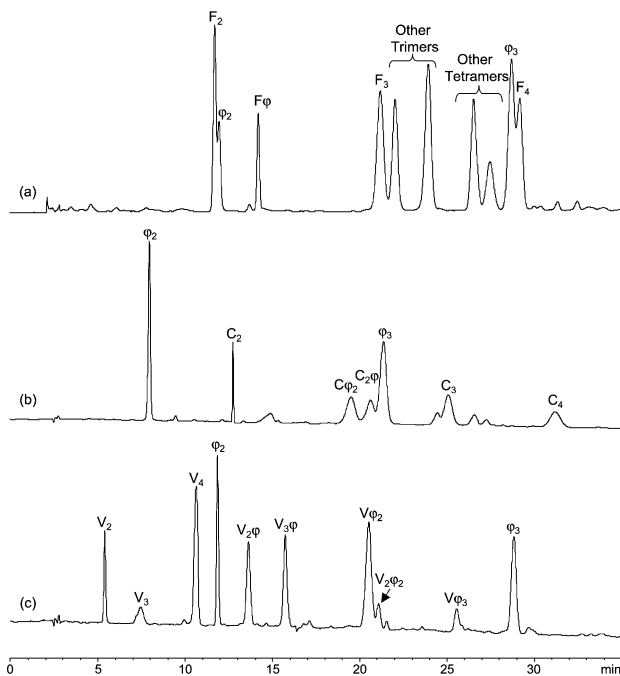 F₂
φ₂
Fφ
F₃
Other
Trimers
Other
Tetramers
φ₃
F₄
(a)
φ₂
C₂
Cφ₂
C₂φ
φ₃
C₃
C₄
(b)
V₂
V₃
V₄
φ₂
V₂φ
V₃φ
Vφ₂
V₂φ₂
Vφ₃
φ₃
(c)
0 5 10 15 20 25 30 min